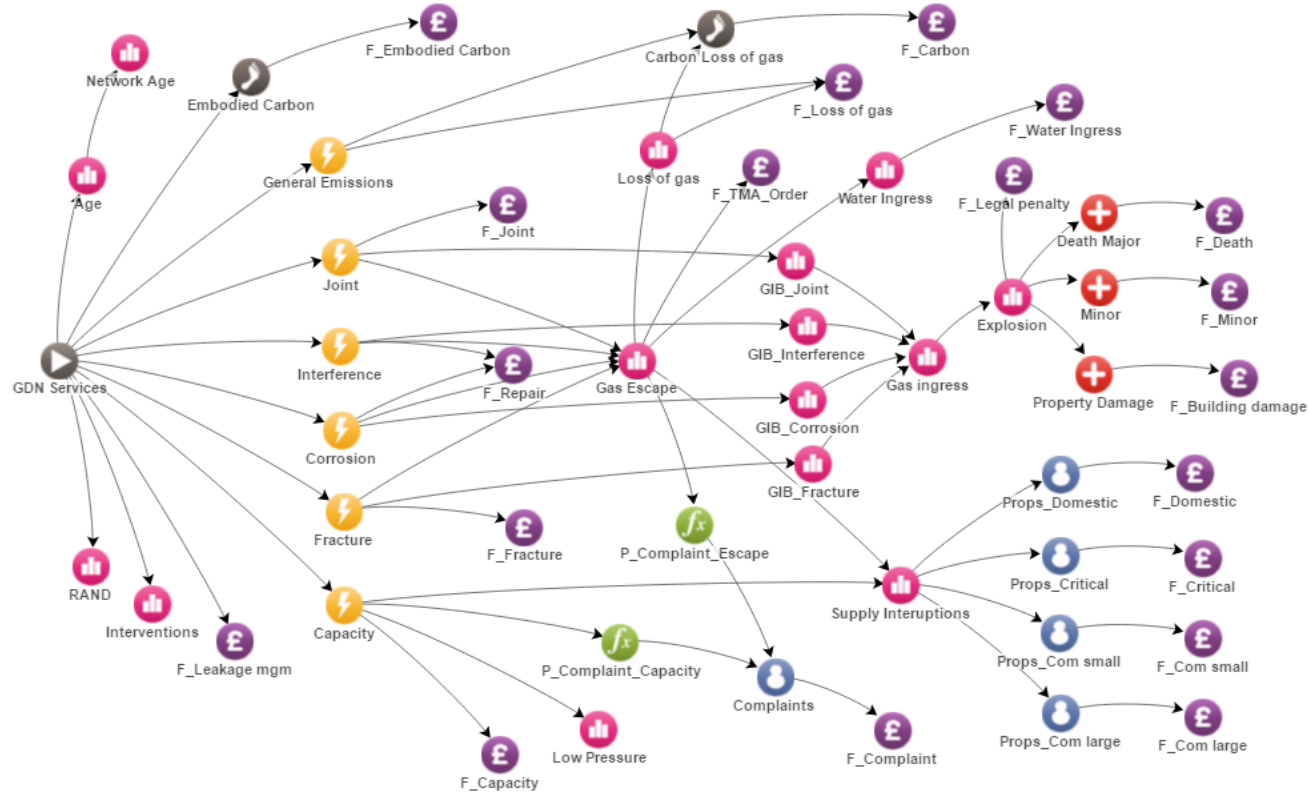 F_Embodied Carbon
F_Carbon
Carbon Loss of gas
Network Age
Embodied Carbon
F_Loss of gas
F_Water Ingress
General Emissions
Loss of gas
F_TMA_Order
Water Ingress
F_Legal penalty
Age
F_Joint
Death Major
F_Death
Joint
GIB_Joint
Minor
F_Minor
Explosion
GIB_Interference
Interference
GDN Services
F_Repair
Gas Escape
Gas ingress
Property Damage
F_Building damage
GIB_Corrosion
Corrosion
GIB_Fracture
Props_Domestic
F_Domestic
Fracture
F_Fracture
P_Complaint_Escape
Props_Critical
F_Critical
RAND
Interventions
Capacity
Supply Interuptions
F_Leakage mgm
P_Complaint_Capacity
Props_Com small
F_Com small
Complaints
Props_Com large
F_Com large
Low Pressure
F_Complaint
F_Capacity